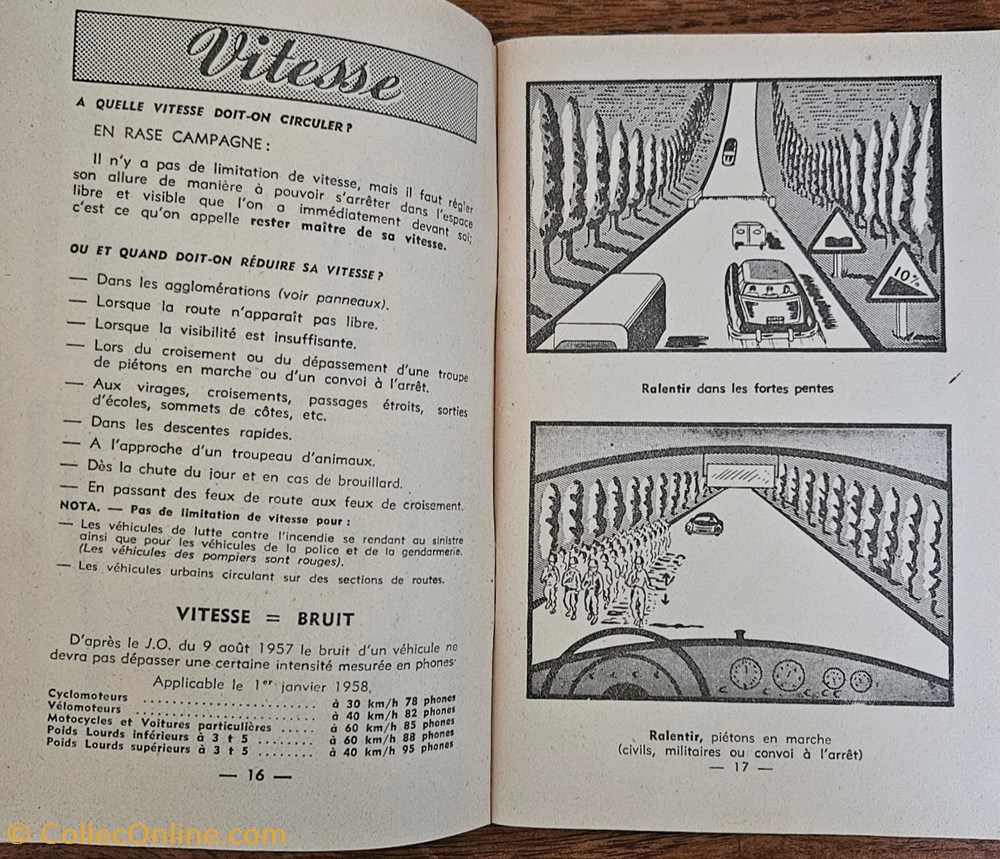 Vitesse
A QUELLE VITESSE DOIT-ON CIRCULER ?
EN RASE CAMPAGNE :
Il n'y a pas de limitation de vitesse, mais il faut régler
son allure de manière à pouvoir s'arrêter dans l'espace
libre et visible que l'on a immédiatement devant soi;
c'est ce qu'on appelle rester maître de sa vitesse.
OU ET QUAND DOIT-ON RÉDUIRE SA VITESSE ?
— Dans les agglomérations (voir panneaux).
— Lorsque la route n'apparaît pas libre.
— Lorsque la visibilité est insuffisante.
— Lors du croisement ou du dépassement d'une troupe
de piétons en marche ou d'un convoi à l'arrêt.
— Aux virages, croisements, passages étroits, sorties
d'écoles, sommets de côtes, etc.
— Dans les descentes rapides.
— A l'approche d'un troupeau d'animaux.
— Dès la chute du jour et en cas de brouillard.
— En passant des feux de route aux feux de croisement.
NOTA. — Pas de limitation de vitesse pour :
— Les véhicules de lutte contre l'incendie se rendant au sinistre
ainsi que pour les véhicules de la police et de la gendarmerie.
(Les véhicules des pompiers sont rouges).
— Les véhicules urbains circulant sur des sections de routes.
VITESSE = BRUIT
D'après le J.O. du 9 août 1957 le bruit d'un véhicule ne
devra pas dépasser une certaine intensité mesurée en phones.
Applicable le 1er janvier 1958.
Cyclomoteurs ........................ à 30 km/h 78 phones
Vélomoteurs ........................ à 40 km/h 82 phones
Motocycles et Voitures particulières ..... à 60 km/h 85 phones
Poids Lourds inférieurs à 3 t 5 ........ à 60 km/h 88 phones
Poids Lourds supérieurs à 3 t 5 ........ à 40 km/h 95 phones
— 16 —
10%
Ralentir dans les fortes pentes
Ralentir, piétons en marche
(civils, militaires ou convoi à l'arrêt)
— 17 —
© CollecOnline.com